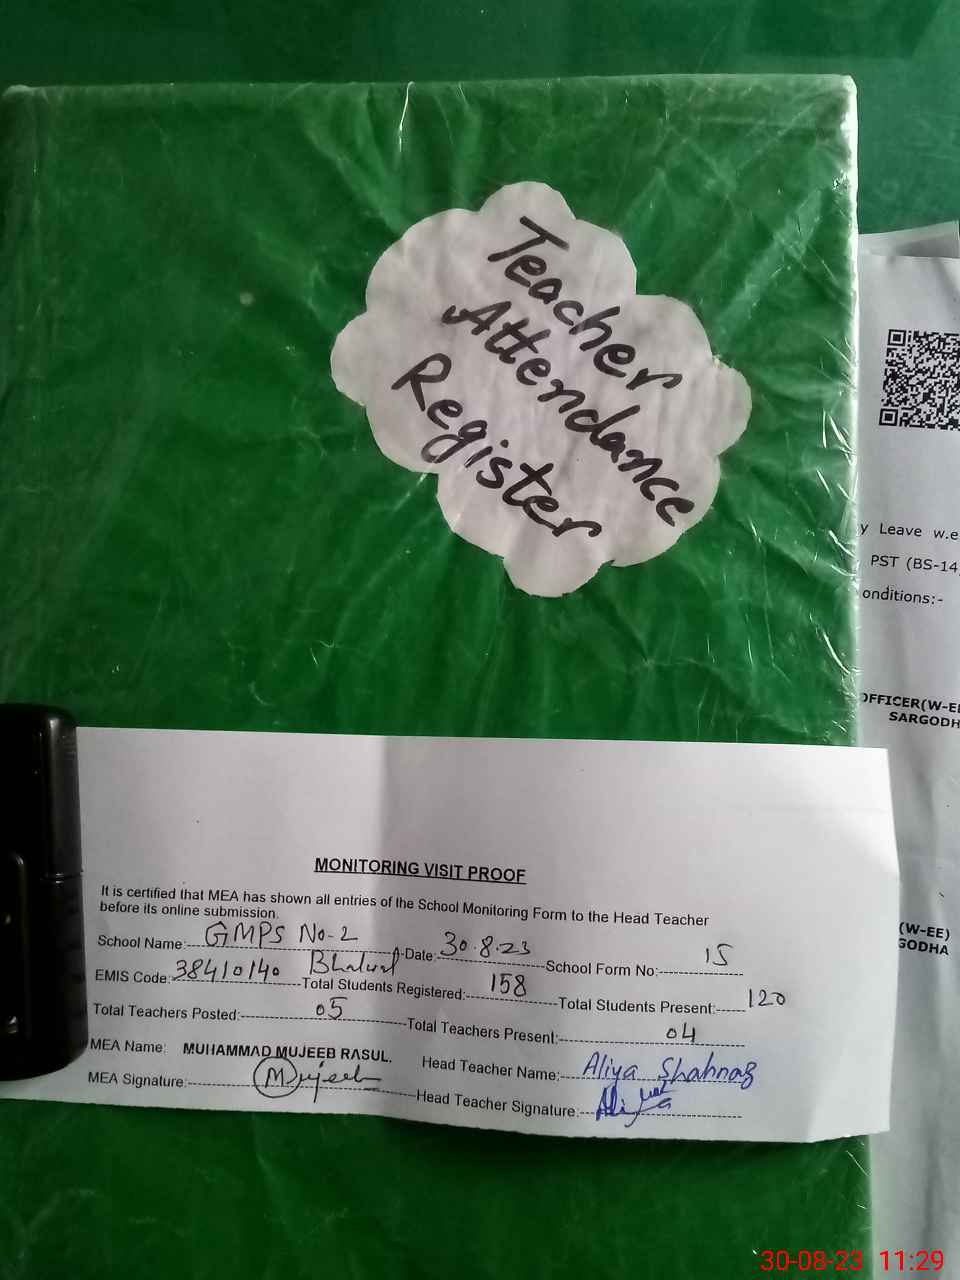 Teacher
Attendance
Register
y Leave w.e
PST (BS-14
onditions:-
OFFICER(W-EE
SARGODH
(W-EE)
GODHA
MONITORING VISIT PROOF
It is certified that MEA has shown all entries of the School Monitoring Form to the Head Teacher
before its online submission.
School Name: GMPS No-2 Bhalwal Date: 30.8.23 School Form No: 15
EMIS Code: 38410140 Total Students Registered: 158 Total Students Present: 120
Total Teachers Posted: 05 Total Teachers Present: 04
MEA Name: MUHAMMAD MUJEEB RASUL. Head Teacher Name: Aliya Shahnaz
MEA Signature: Mujeeb Head Teacher Signature: Aliya
30-08-23 11:29